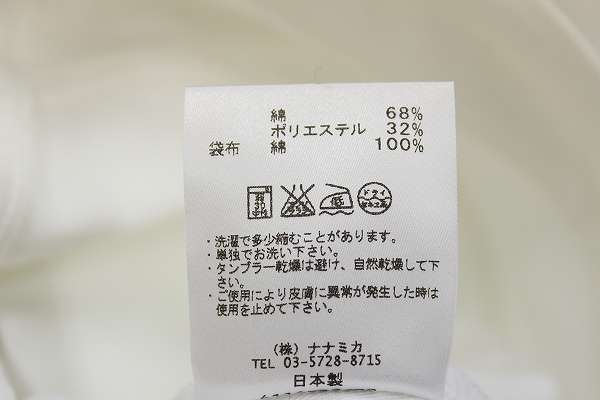 綿 68%
ポリエステル 32%
袋布 綿 100%
低 ドライ
・洗濯で多少縮むことがあります。
・単独でお洗い下さい。
・タンブラー乾燥は避け、自然乾燥して下
さい。
・ご使用により皮膚に異常が発生した時は
使用を止めて下さい。
(株) ナナミカ
TEL 03-5728-8715
日本製